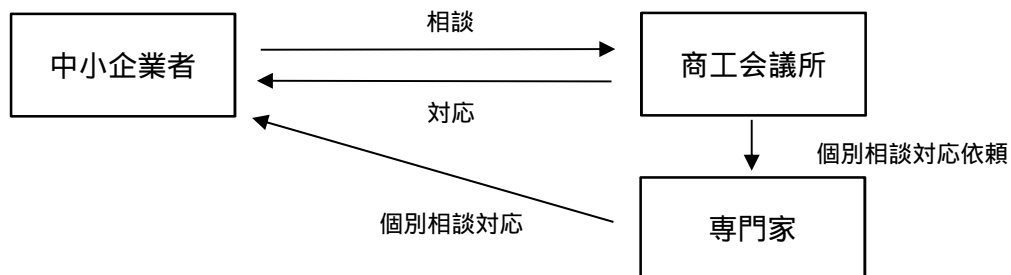 相談
中小企業者
商工会議所
対応
個別相談対応依頼
個別相談対応
専門家